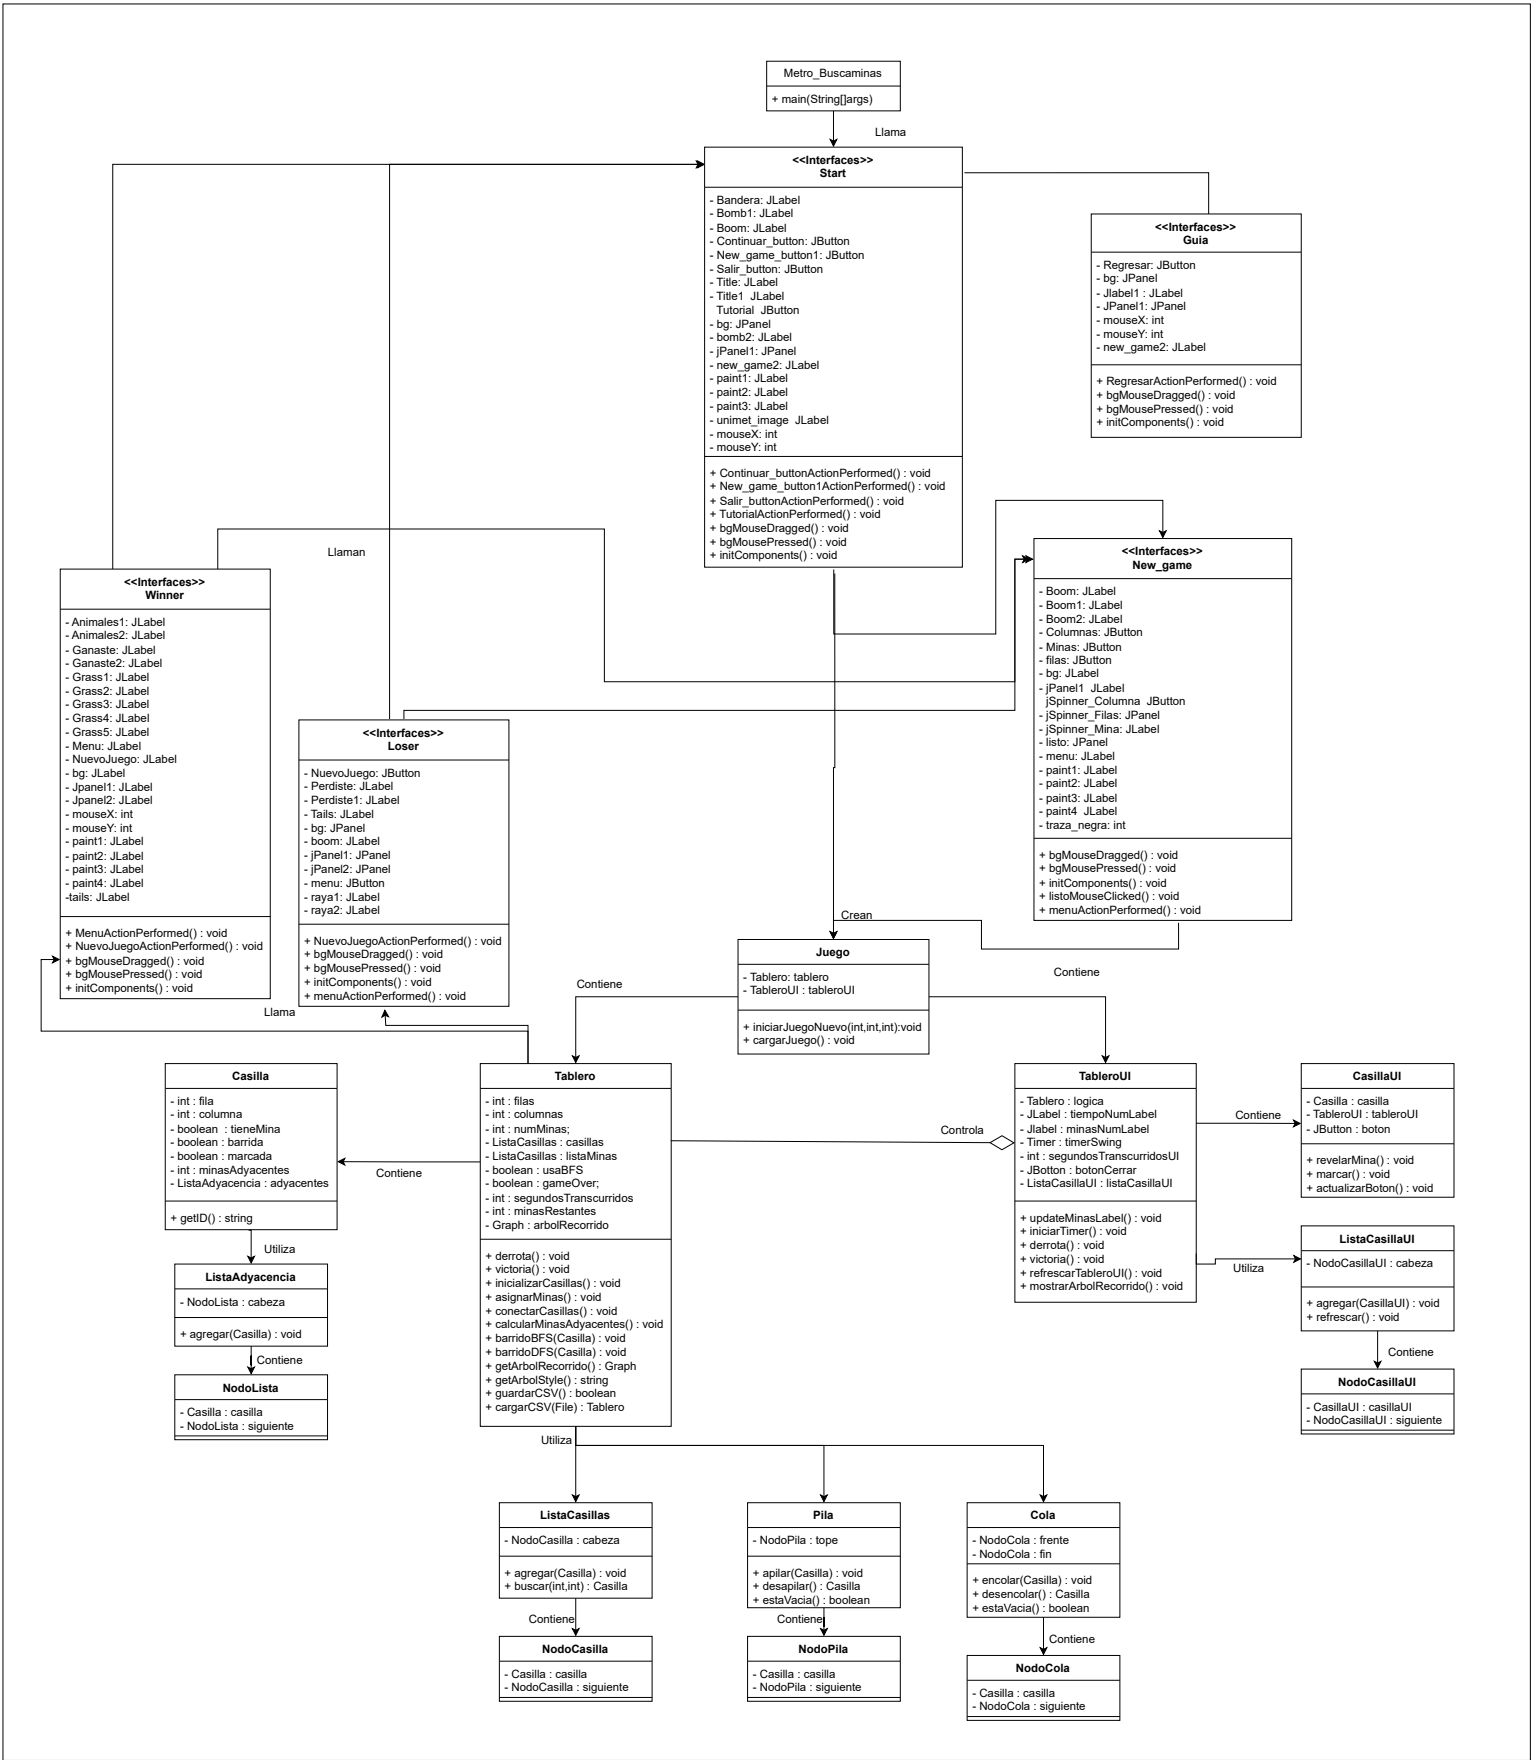 Metro_Buscaminas
+ main(String[]args)
Llama
<<Interfaces>>
Start
- Bandera: JLabel
- Bomb1: JLabel
- Boom: JLabel
- Continuar_button: JButton
- New_game_button1: JButton
- Salir_button: JButton
- Title: JLabel
- Title1 JLabel
Tutorial JButton
- bg: JPanel
- bomb2: JLabel
- jPanel1: JPanel
- new_game2: JLabel
- paint1: JLabel
- paint2: JLabel
- paint3: JLabel
- unimet_image JLabel
- mouseX: int
- mouseY: int
+ Continuar_buttonActionPerformed() : void
+ New_game_button1ActionPerformed() : void
+ Salir_buttonActionPerformed() : void
+ TutorialActionPerformed() : void
+ bgMouseDragged() : void
+ bgMousePressed() : void
+ initComponents() : void
<<Interfaces>>
Guia
- Regresar: JButton
- bg: JPanel
- Jlabel1 : JLabel
- JPanel1: JPanel
- mouseX: int
- mouseY: int
- new_game2: JLabel
+ RegresarActionPerformed() : void
+ bgMouseDragged() : void
+ bgMousePressed() : void
+ initComponents() : void
Llaman
<<Interfaces>>
New_game
- Boom: JLabel
- Boom1: JLabel
- Boom2: JLabel
- Columnas: JButton
- Minas: JButton
- filas: JButton
- bg: JLabel
- jPanel1 JLabel
jSpinner_Columna JButton
- jSpinner_Filas: JPanel
- jSpinner_Mina: JLabel
- listo: JPanel
- menu: JLabel
- paint1: JLabel
- paint2: JLabel
- paint3: JLabel
- paint4 JLabel
- traza_negra: int
+ bgMouseDragged() : void
+ bgMousePressed() : void
+ initComponents() : void
+ listoMouseClicked() : void
+ menuActionPerformed() : void
<<Interfaces>>
Winner
- Animales1: JLabel
- Animales2: JLabel
- Ganaste: JLabel
- Ganaste2: JLabel
- Grass1: JLabel
- Grass2: JLabel
- Grass3: JLabel
- Grass4: JLabel
- Grass5: JLabel
- Menu: JLabel
- NuevoJuego: JLabel
- bg: JLabel
- Jpanel1: JLabel
- Jpanel2: JLabel
- mouseX: int
- mouseY: int
- paint1: JLabel
- paint2: JLabel
- paint3: JLabel
- paint4: JLabel
-tails: JLabel
+ MenuActionPerformed() : void
+ NuevoJuegoActionPerformed() : void
+ bgMouseDragged() : void
+ bgMousePressed() : void
+ initComponents() : void
<<Interfaces>>
Loser
- NuevoJuego: JButton
- Perdiste: JLabel
- Perdiste1: JLabel
- Tails: JLabel
- bg: JPanel
- boom: JLabel
- jPanel1: JPanel
- jPanel2: JPanel
- menu: JButton
- raya1: JLabel
- raya2: JLabel
+ NuevoJuegoActionPerformed() : void
+ bgMouseDragged() : void
+ bgMousePressed() : void
+ initComponents() : void
+ menuActionPerformed() : void
Crean
Juego
- Tablero: tablero
- TableroUI : tableroUI
+ iniciarJuegoNuevo(int,int,int):void
+ cargarJuego() : void
Contiene
Contiene
Llama
Casilla
- int : fila
- int : columna
- boolean : tieneMina
- boolean : barrida
- boolean : marcada
- int : minasAdyacentes
- ListaAdyacencia : adyacentes
+ getID() : string
Contiene
Tablero
- int : filas
- int : columnas
- int : numMinas;
- ListaCasillas : casillas
- ListaCasillas : listaMinas
- boolean : usaBFS
- boolean : gameOver;
- int : segundosTranscurridos
- int : minasRestantes
- Graph : arbolRecorrido
+ derrota() : void
+ victoria() : void
+ inicializarCasillas() : void
+ asignarMinas() : void
+ conectarCasillas() : void
+ calcularMinasAdyacentes() : void
+ barridoBFS(Casilla) : void
+ barridoDFS(Casilla) : void
+ getArbolRecorrido() : Graph
+ getArbolStyle() : string
+ guardarCSV() : boolean
+ cargarCSV(File) : Tablero
Controla
TableroUI
- Tablero : logica
- JLabel : tiempoNumLabel
- Jlabel : minasNumLabel
- Timer : timerSwing
- int : segundosTranscurridosUI
- JBotton : botonCerrar
- ListaCasillaUI : listaCasillaUI
+ updateMinasLabel() : void
+ iniciarTimer() : void
+ derrota() : void
+ victoria() : void
+ refrescarTableroUI() : void
+ mostrarArbolRecorrido() : void
Contiene
CasillaUI
- Casilla : casilla
- TableroUI : tableroUI
- JButton : boton
+ revelarMina() : void
+ marcar() : void
+ actualizarBoton() : void
Utiliza
ListaCasillaUI
- NodoCasillaUI : cabeza
+ agregar(CasillaUI) : void
+ refrescar() : void
Contiene
NodoCasillaUI
- CasillaUI : casillaUI
- NodoCasillaUI : siguiente
Utiliza
ListaAdyacencia
- NodoLista : cabeza
+ agregar(Casilla) : void
Contiene
NodoLista
- Casilla : casilla
- NodoLista : siguiente
Utiliza
ListaCasillas
- NodoCasilla : cabeza
+ agregar(Casilla) : void
+ buscar(int,int) : Casilla
Contiene
NodoCasilla
- Casilla : casilla
- NodoCasilla : siguiente
Pila
- NodoPila : tope
+ apilar(Casilla) : void
+ desapilar() : Casilla
+ estaVacia() : boolean
Contiene
NodoPila
- Casilla : casilla
- NodoPila : siguiente
Cola
- NodoCola : frente
- NodoCola : fin
+ encolar(Casilla) : void
+ desencolar() : Casilla
+ estaVacia() : boolean
Contiene
NodoCola
- Casilla : casilla
- NodoCola : siguiente